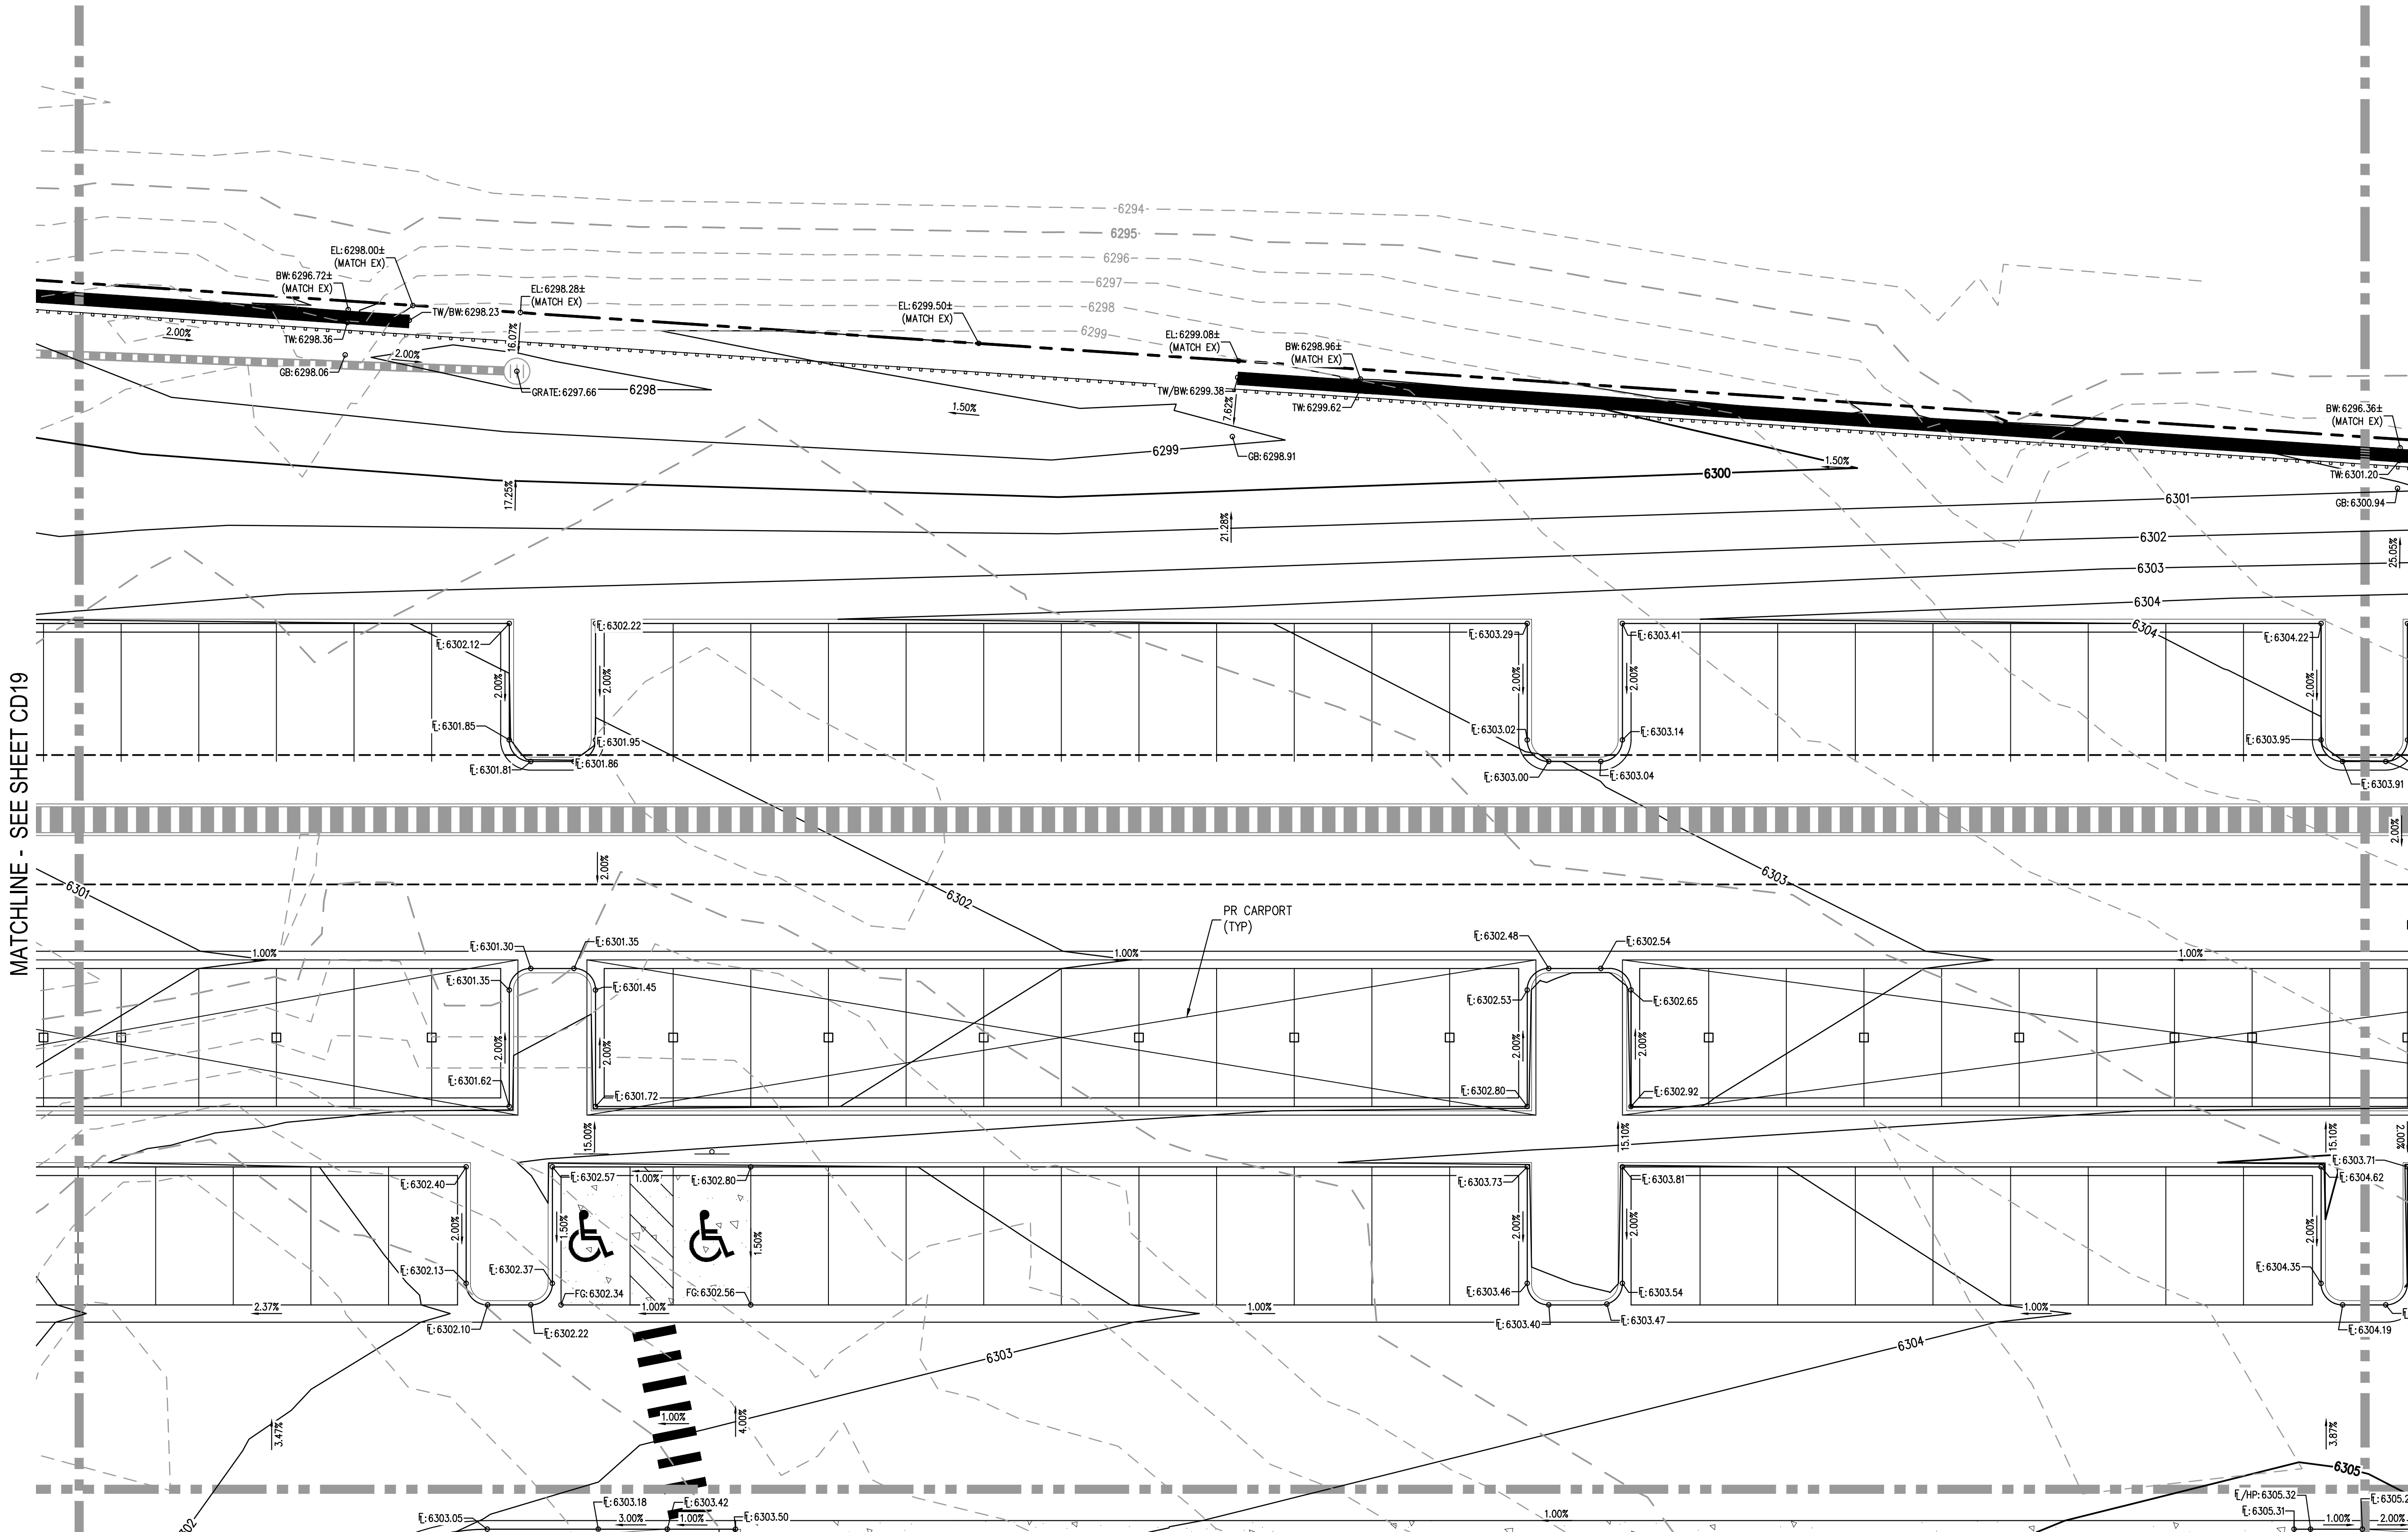 6294
6295
6296
6297
6298
6299
EL:6298.00±
(MATCH EX)
BW:6296.72±
(MATCH EX)
EL:6298.28±
(MATCH EX)
TW/BW:6298.23
EL:6299.50±
(MATCH EX)
EL:6299.08±
(MATCH EX)
BW:6298.96±
(MATCH EX)
2.00%
TW:6298.36
16.07%
2.00%
GB:6298.06
GRATE:6297.66
6298
TW/BW:6299.38
7.62%
TW:6299.62
1.50%
BW:6296.36±
(MATCH EX)
6299
GB:6298.91
1.50%
6300
TW:6301.20
GB:6300.94
17.25%
21.28%
6301
6302
25.05%
6303
6304
FL:6302.12
FL:6302.22
FL:6303.29
FL:6303.41
6304
FL:6304.22
2.00%
2.00%
2.00%
2.00%
2.00%
FL:6301.85
FL:6301.95
FL:6303.02
FL:6303.14
FL:6303.95
FL:6301.81
FL:6301.86
FL:6303.00
FL:6303.04
FL:6303.91
MATCHLINE - SEE SHEET CD19
2.00%
2.00%
6301
6302
6303
PR CARPORT
(TYP)
1.00%
FL:6301.30
FL:6301.35
1.00%
FL:6302.48
FL:6302.54
1.00%
FL:6301.35
FL:6301.45
FL:6302.53
FL:6302.65
2.00%
2.00%
2.00%
2.00%
FL:6301.62
FL:6301.72
FL:6302.80
FL:6302.92
15.00%
15.10%
15.10%
2.00%
FL:6302.40
FL:6302.57
1.00%
FL:6302.80
FL:6303.73
FL:6303.81
FL:6303.71
FL:6304.62
2.00%
1.50%
1.50%
2.00%
2.00%
2.00%
FL:6302.13
FL:6302.37
FG:6302.34
FG:6302.56
FL:6303.46
FL:6303.54
FL:6304.35
2.37%
1.00%
1.00%
1.00%
FL:6302.10
FL:6302.22
FL:6303.40
FL:6303.47
FL:6304.19
6303
6304
3.47%
1.00%
4.00%
3.87%
6305
FL:6303.05
FL:6303.18
FL:6303.42
3.00%
1.00%
FL:6303.50
1.00%
FL/HP:6305.32
FL:6305.31
1.00%
2.00%